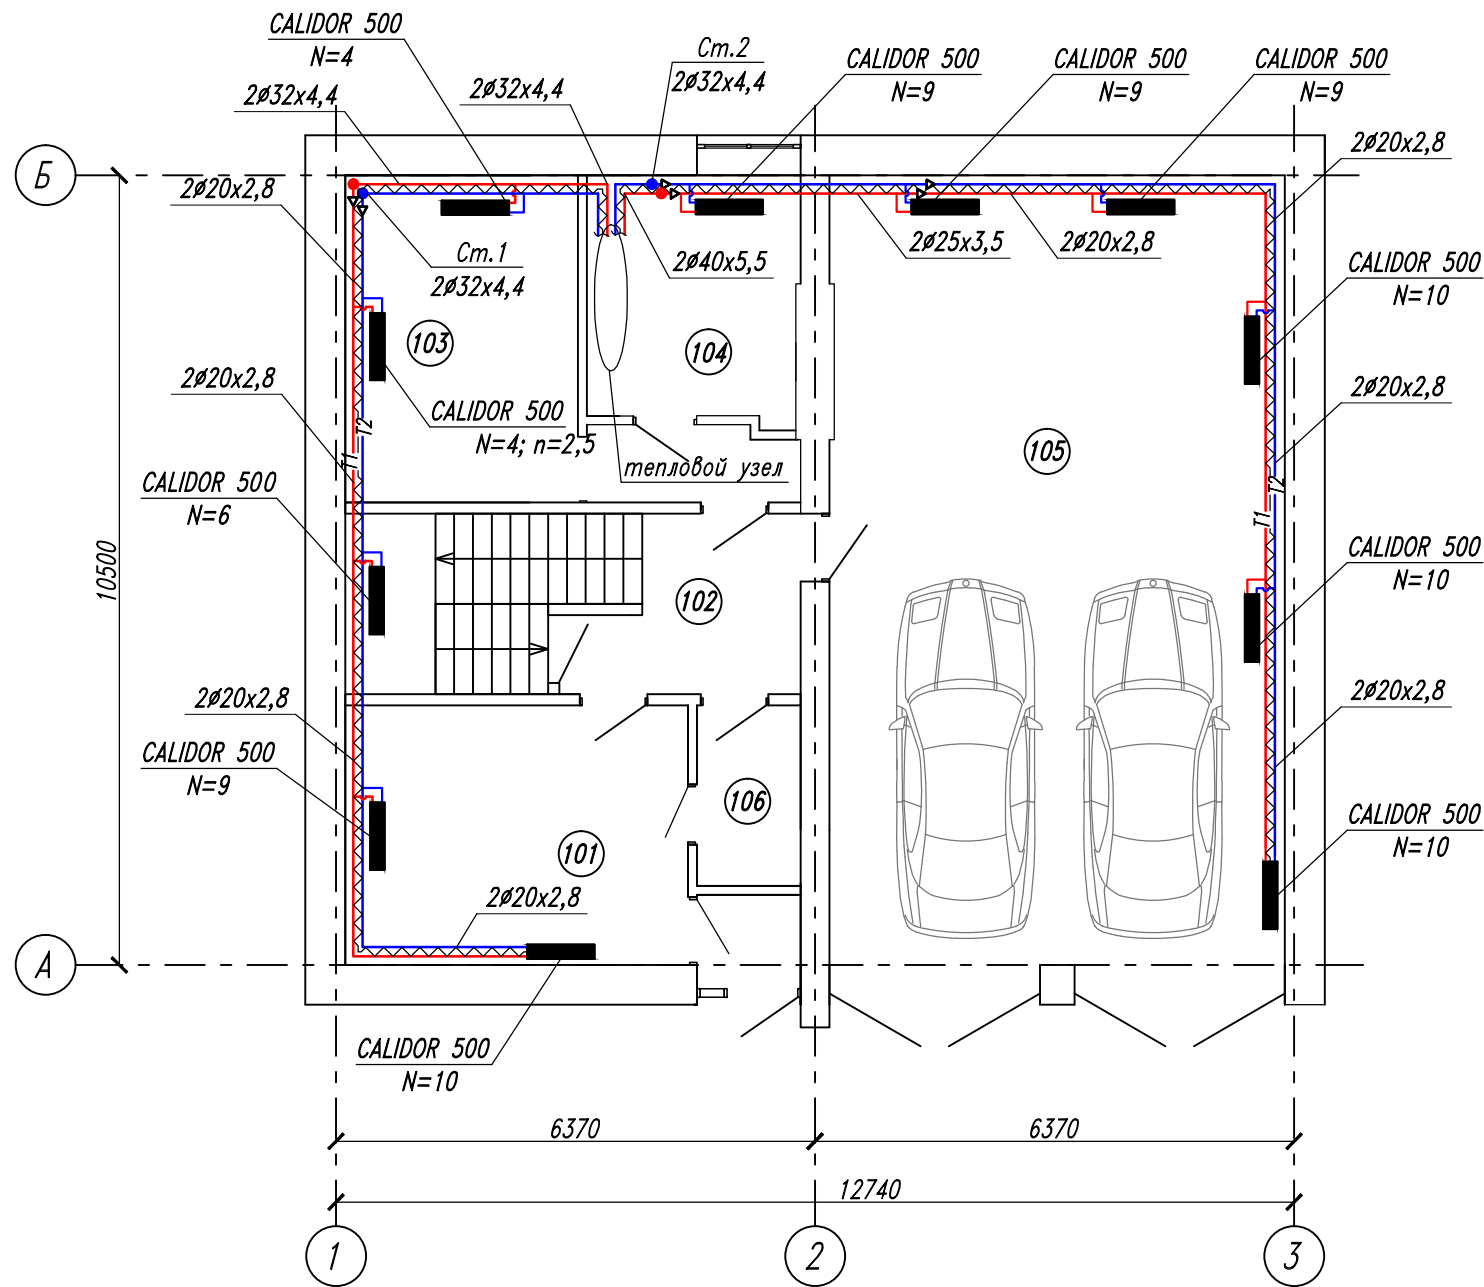 CALIDOR 500
N=4
2ø32x4,4
2ø32x4,4
Ст.2
2ø32x4,4
CALIDOR 500
N=9
CALIDOR 500
N=9
CALIDOR 500
N=9
2ø20x2,8
Б
2ø20x2,8
Ст.1
2ø32x4,4
2ø40x5,5
2ø25x3,5
2ø20x2,8
CALIDOR 500
N=10
103
104
2ø20x2,8
2ø20x2,8
CALIDOR 500
N=4; n=2,5
T2
T1
тепловой узел
105
T2
T1
CALIDOR 500
N=6
CALIDOR 500
N=10
10500
102
2ø20x2,8
2ø20x2,8
CALIDOR 500
N=9
106
CALIDOR 500
N=10
101
2ø20x2,8
А
CALIDOR 500
N=10
6370
6370
12740
1
2
3